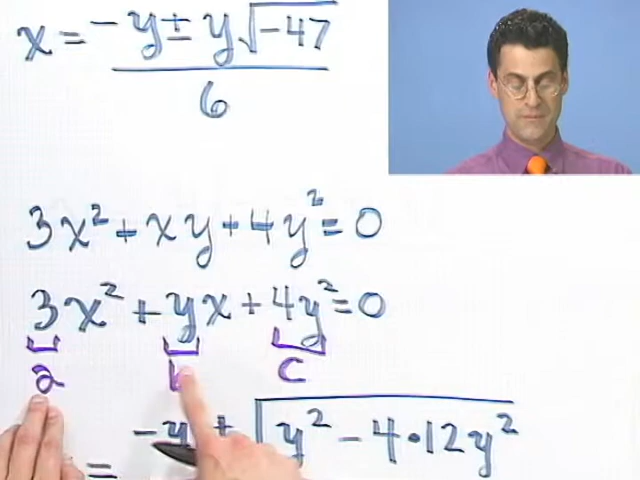 x = -y ± y√-47
6
3x² + xy + 4y² = 0
3x² + yx + 4y² = 0
a b c
= -y ± √y² - 4·12y²